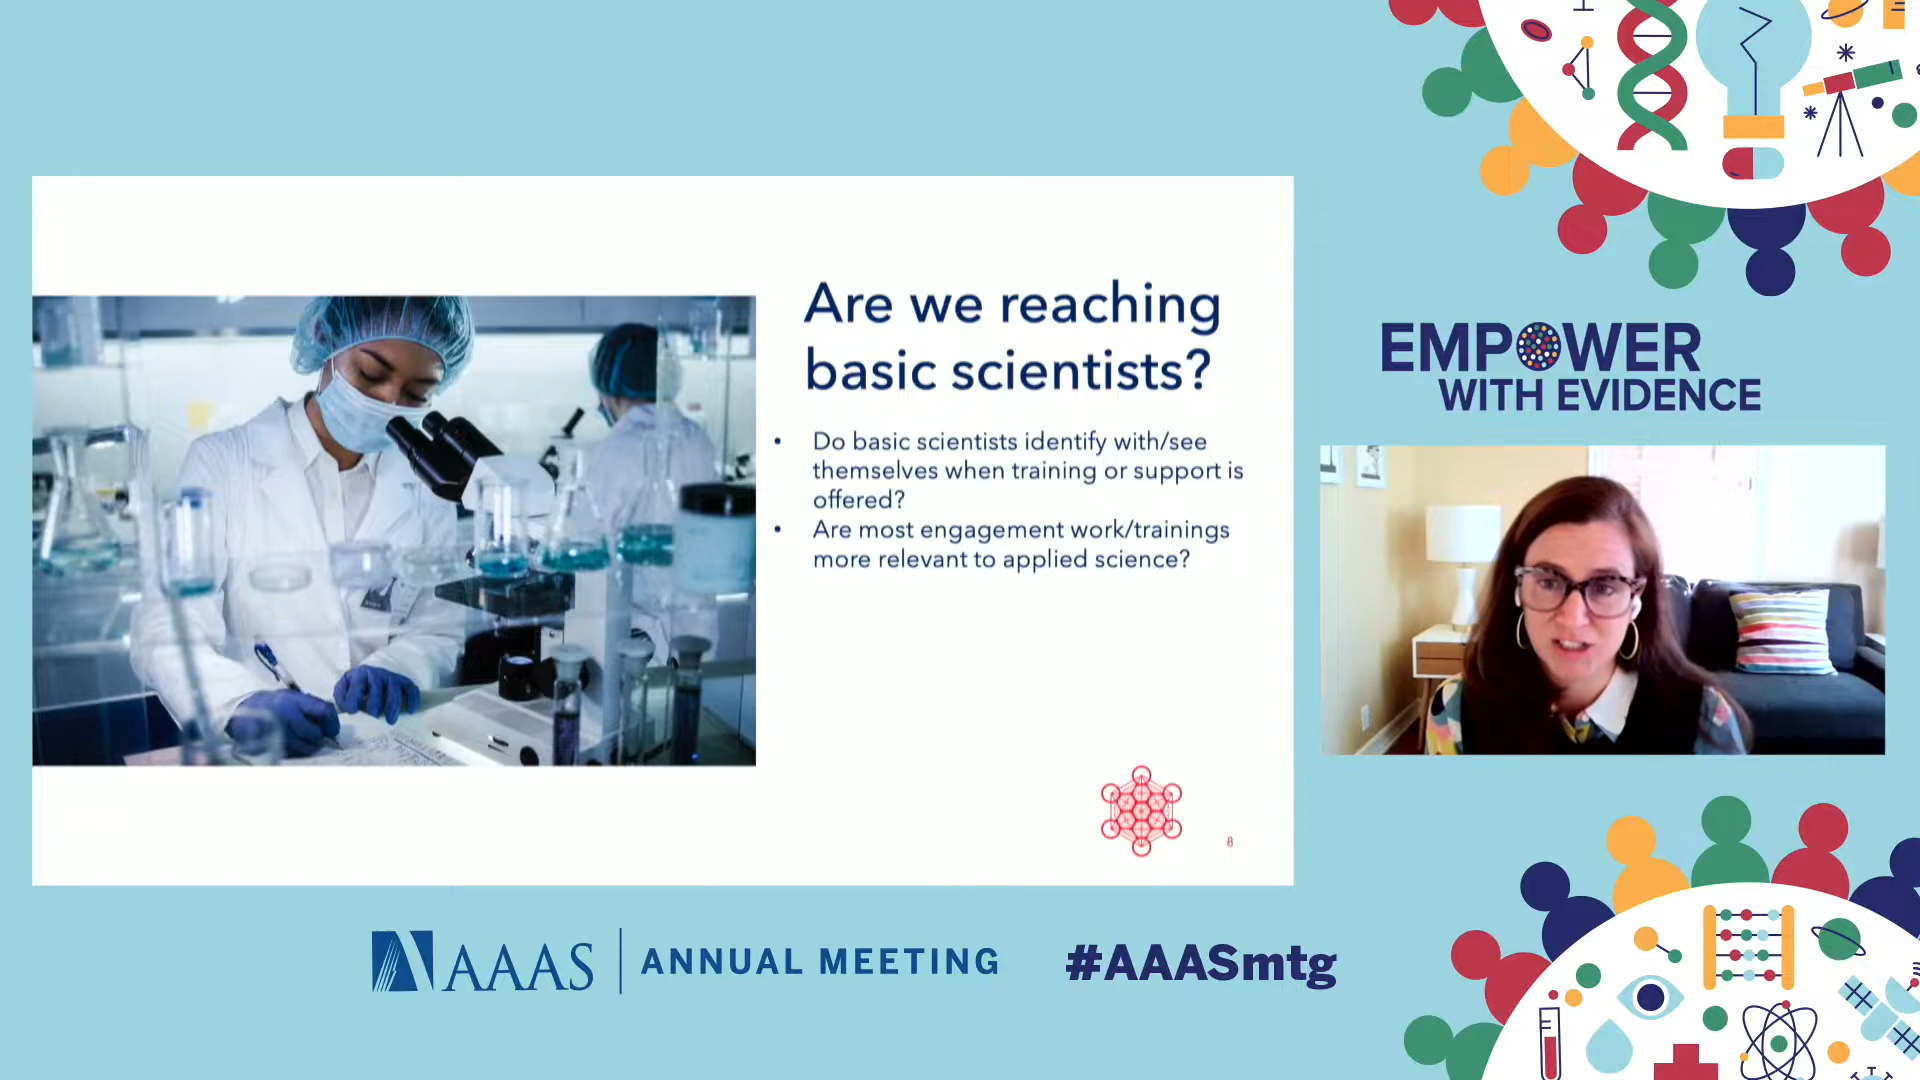 Are we reaching
basic scientists?
• Do basic scientists identify with/see
themselves when training or support is
offered?
• Are most engagement work/trainings
more relevant to applied science?
8
EMPOWER
WITH EVIDENCE
AAAS | ANNUAL MEETING
#AAASmtg